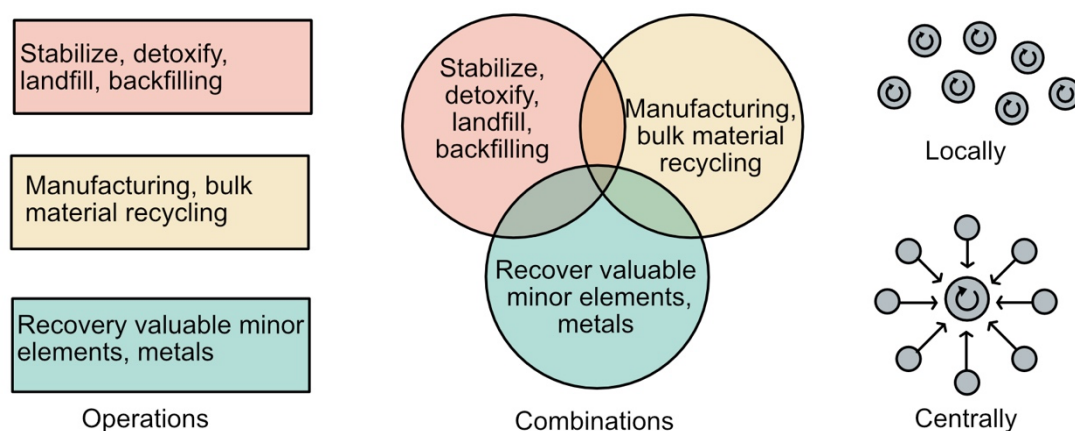 Stabilize, detoxify,
landfill, backfilling
Manufacturing, bulk
material recycling
Recovery valuable minor
elements, metals
Operations
Stabilize,
detoxify,
landfill,
backfilling
Manufacturing,
bulk material
recycling
Recover valuable
minor elements,
metals
Combinations
Locally
Centrally